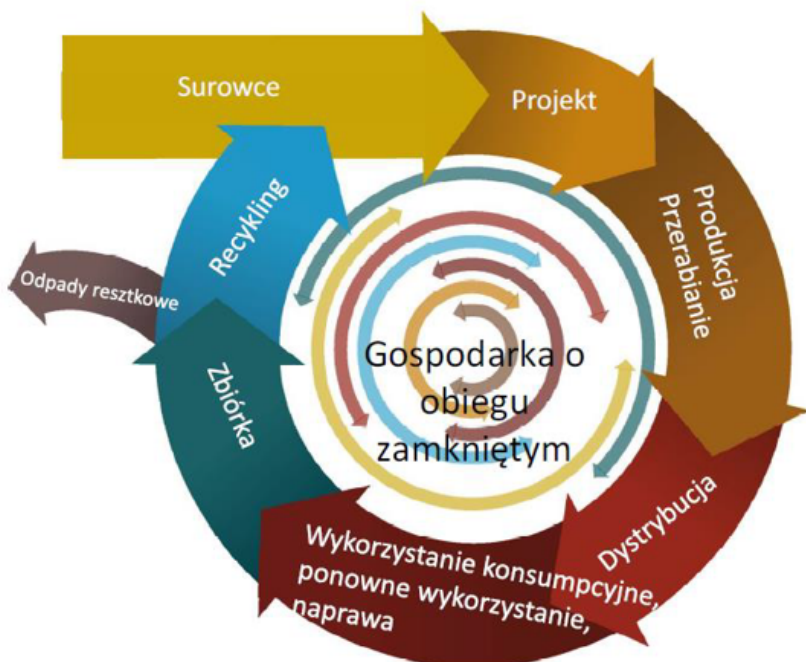 Surowce
Projekt
Produkcja
Przerabianie
Dystrybucja
Wykorzystanie konsumpcyjne,
ponowne wykorzystanie,
naprawa
Zbiórka
Recykling
Odpady resztkowe
Gospodarka o
obiegu
zamkniętym